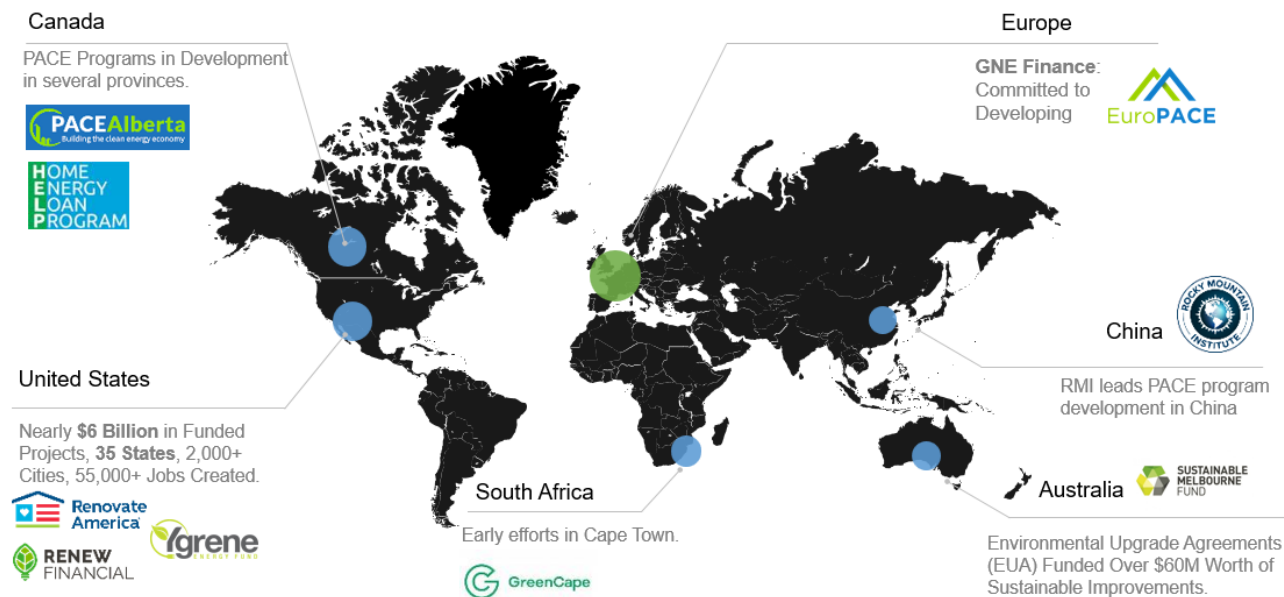 Canada
PACE Programs in Development
in several provinces.
PACEAlberta
Building the clean energy economy
HOME
ENERGY
LOAN
PROGRAM
Europe
GNE Finance:
Committed to
Developing
EuroPACE
United States
Nearly $6 Billion in Funded
Projects, 35 States, 2,000+
Cities, 55,000+ Jobs Created.
Renovate
America
Ygrene
ENERGY FUND
RENEW
FINANCIAL
South Africa
Early efforts in Cape Town.
GreenCape
China
ROCKY MOUNTAIN
INSTITUTE
RMI leads PACE program
development in China
Australia
SUSTAINABLE
MELBOURNE
FUND
Environmental Upgrade Agreements
(EUA) Funded Over $60M Worth of
Sustainable Improvements.